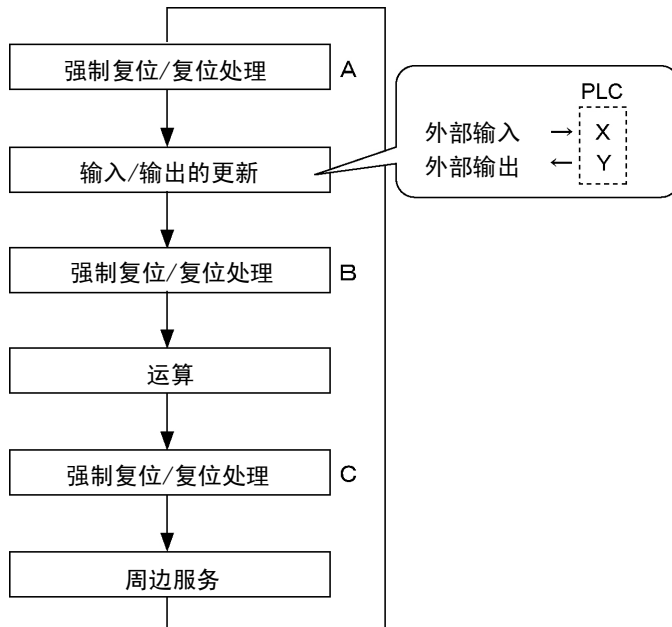 强制复位/复位处理 A
输入/输出的更新
PLC
外部输入 → X
外部输出 ← Y
强制复位/复位处理 B
运算
强制复位/复位处理 C
周边服务